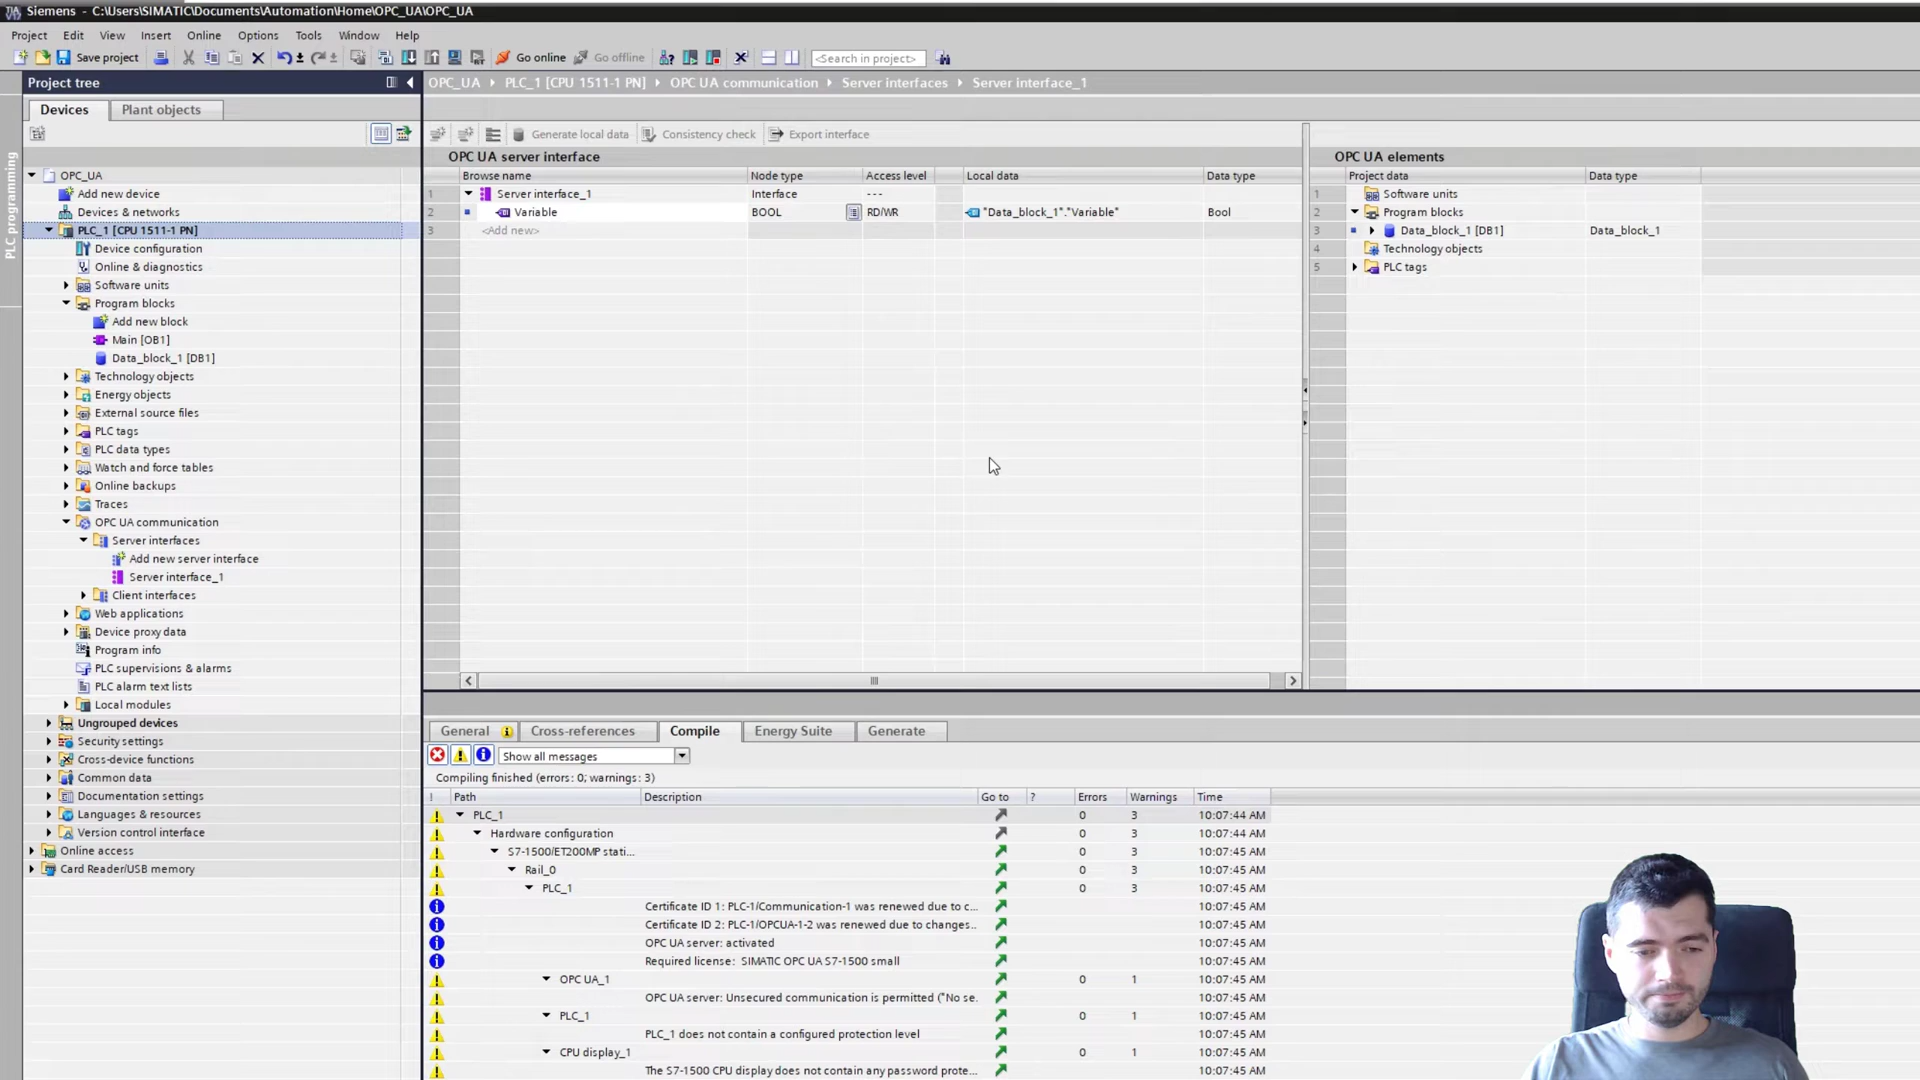 Siemens - C:\Users\SIMATIC\Documents\Automation\Home\OPC_UA\OPC_UA
Project Edit View Insert Online Options Tools Window Help
Save project Go online Go offline <Search in project>
Project tree
OPC_UA PLC_1 [CPU 1511-1 PN] OPC UA communication Server interfaces Server interface_1
Devices Plant objects
Generate local data Consistency check Export interface
PLC programming
OPC UA server interface
Browse name Node type Access level Local data Data type
1 Server interface_1 Interface ---
2 Variable BOOL RD/WR "Data_block_1"."Variable" Bool
3 <Add new>
OPC UA elements
Project data Data type
1 Software units
2 Program blocks
3 Data_block_1 [DB1] Data_block_1
4 Technology objects
5 PLC tags
OPC_UA
Add new device
Devices & networks
PLC_1 [CPU 1511-1 PN]
Device configuration
Online & diagnostics
Software units
Program blocks
Add new block
Main [OB1]
Data_block_1 [DB1]
Technology objects
Energy objects
External source files
PLC tags
PLC data types
Watch and force tables
Online backups
Traces
OPC UA communication
Server interfaces
Add new server interface
Server interface_1
Client interfaces
Web applications
Device proxy data
Program info
PLC supervisions & alarms
PLC alarm text lists
Local modules
Ungrouped devices
Security settings
Cross-device functions
Common data
Documentation settings
Languages & resources
Version control interface
Online access
Card Reader/USB memory
General Cross-references Compile Energy Suite Generate
Show all messages
Compiling finished (errors: 0; warnings: 3)
! Path Description Go to ? Errors Warnings Time
PLC_1 0 3 10:07:44 AM
Hardware configuration 0 3 10:07:44 AM
S7-1500/ET200MP stati... 0 3 10:07:45 AM
Rail_0 0 3 10:07:45 AM
PLC_1 0 3 10:07:45 AM
Certificate ID 1: PLC-1/Communication-1 was renewed due to c... 10:07:45 AM
Certificate ID 2: PLC-1/OPCUA-1-2 was renewed due to changes... 10:07:45 AM
OPC UA server: activated 10:07:45 AM
Required license: SIMATIC OPC UA S7-1500 small 10:07:45 AM
OPC UA_1 0 1 10:07:45 AM
OPC UA server: Unsecured communication is permitted ("No se. 10:07:45 AM
PLC_1 0 1 10:07:45 AM
PLC_1 does not contain a configured protection level 10:07:45 AM
CPU display_1 0 1 10:07:45 AM
The S7-1500 CPU display does not contain any password prote... 10:07:45 AM